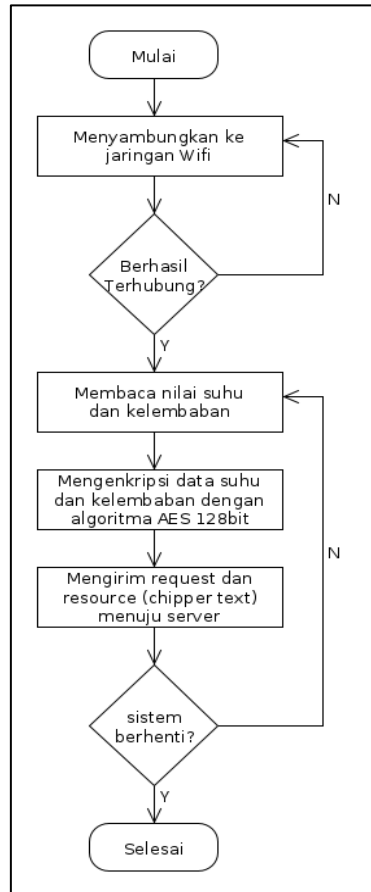 Mulai
Menyambungkan ke
jaringan Wifi
N
Berhasil
Terhubung?
Y
Membaca nilai suhu
dan kelembaban
Mengenkripsi data suhu
dan kelembaban dengan
algoritma AES 128bit
N
Mengirim request dan
resource (chipper text)
menuju server
sistem
berhenti?
Y
Selesai